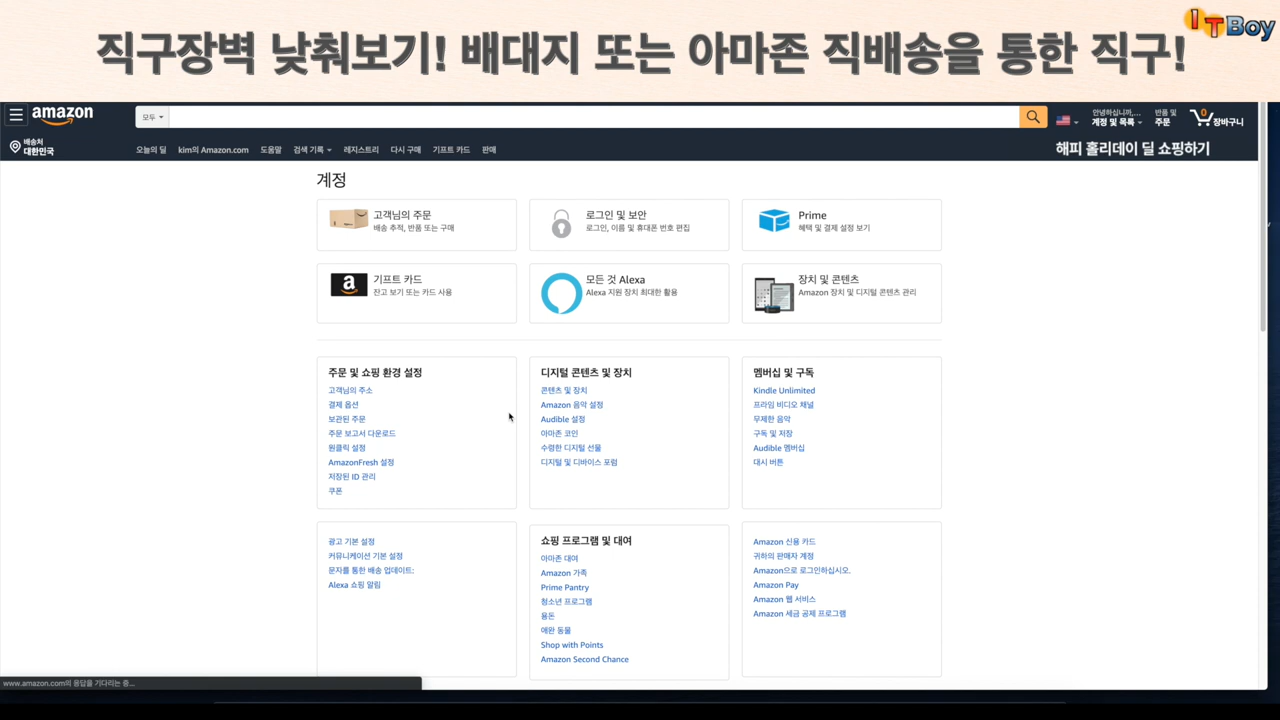 직구장벽 낮춰보기! 배대지 또는 아마존 직배송을 통한 직구!
ITBoy
amazon
모두
안녕하십니까,...
계정 및 목록
반품 및
주문
0
장바구니
배송처
대한민국
오늘의 딜
kim의 Amazon.com
도움말
검색 기록
레지스트리
다시 구매
기프트 카드
판매
해피 홀리데이 딜 쇼핑하기
계정
고객님의 주문
배송 추적, 반품 또는 구매
로그인 및 보안
로그인, 이름 및 휴대폰 번호 편집
Prime
혜택 및 결제 설정 보기
a
기프트 카드
잔고 보기 또는 카드 사용
모든 것 Alexa
Alexa 지원 장치 최대한 활용
장치 및 콘텐츠
Amazon 장치 및 디지털 콘텐츠 관리
주문 및 쇼핑 환경 설정
고객님의 주소
결제 옵션
보관된 주문
주문 보고서 다운로드
원클릭 설정
AmazonFresh 설정
저장된 ID 관리
쿠폰
디지털 콘텐츠 및 장치
콘텐츠 및 장치
Amazon 음악 설정
Audible 설정
아마존 코인
수령한 디지털 선물
디지털 및 디바이스 포럼
멤버십 및 구독
Kindle Unlimited
프라임 비디오 채널
무제한 음악
구독 및 저장
Audible 멤버십
대시 버튼
광고 기본 설정
커뮤니케이션 기본 설정
문자를 통한 배송 업데이트:
Alexa 쇼핑 알림
쇼핑 프로그램 및 대여
아마존 대여
Amazon 가족
Prime Pantry
청소년 프로그램
용돈
애완 동물
Shop with Points
Amazon Second Chance
Amazon 신용 카드
귀하의 판매자 계정
Amazon으로 로그인하십시오.
Amazon Pay
Amazon 웹 서비스
Amazon 세금 공제 프로그램
www.amazon.com의 응답을 기다리는 중...